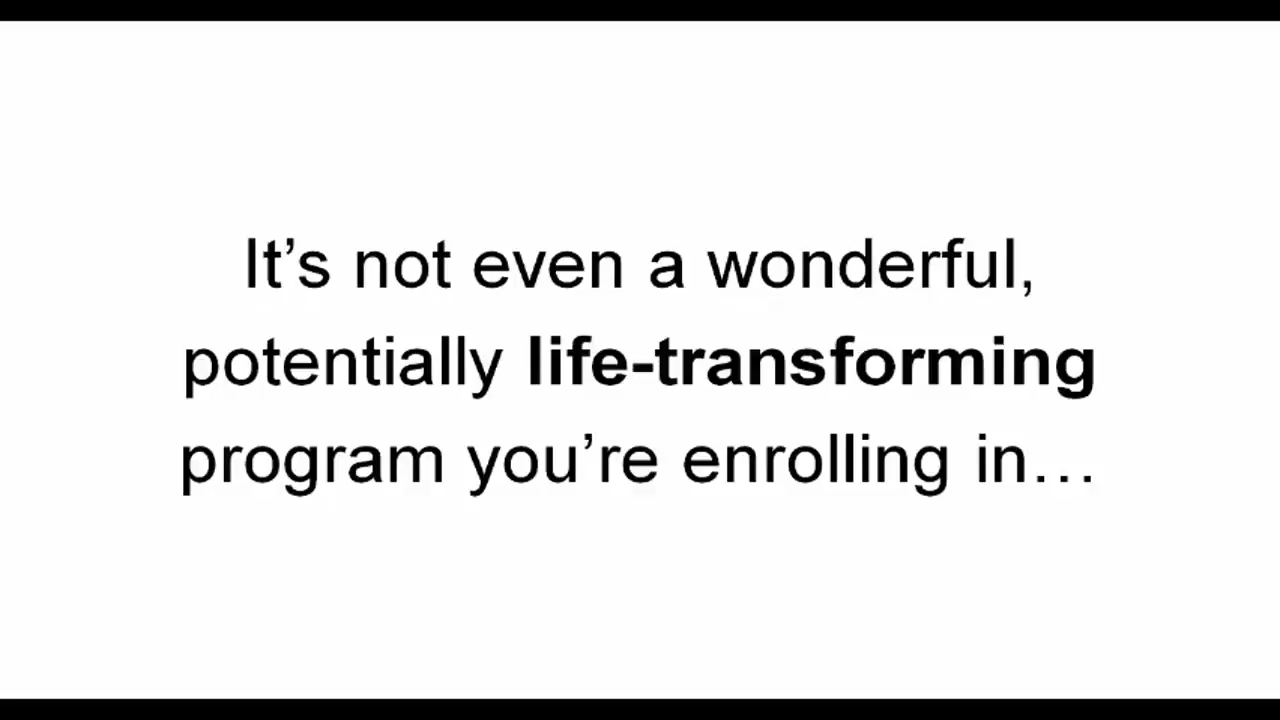 It’s not even a wonderful,
potentially life-transforming
program you’re enrolling in…